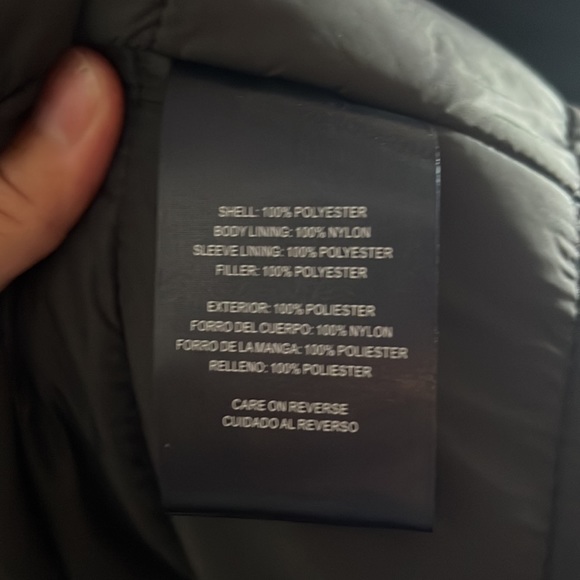 SHELL: 100% POLYESTER
BODY LINING: 100% NYLON
SLEEVE LINING: 100% POLYESTER
FILLER: 100% POLYESTER
EXTERIOR: 100% POLIESTER
FORRO DEL CUERPO: 100% NYLON
FORRO DE LA MANGA: 100% POLIESTER
RELLENO: 100% POLIESTER
CARE ON REVERSE
CUIDADO AL REVERSO